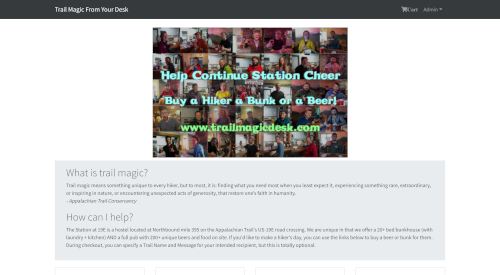 Trail Magic From Your Desk
Cart
Admin
Help Continue Station Cheer
Buy a Hiker a Bunk or a Beer!
www.trailmagicdesk.com
What is trail magic?
Trail magic means something unique to every hiker, but to most, it is: finding what you need most when you least expect it, experiencing something rare, extraordinary,
or inspiring in nature, or encountering unexpected acts of generosity, that restore one's faith in humanity.
-Appalachian Trail Conservancy
How can I help?
The Station at 19E is a hostel located at Northbound mile 395 on the Appalachian Trail's US-19E road crossing. We are unique in that we offer a 20+ bed bunkhouse (with
laundry + kitchen) AND a full pub with 200+ unique beers and food on site. If you'd like to make a hiker's day, you can use the links below to buy a beer or bunk for them.
During checkout, you can specify a Trail Name and Message for your intended recipient, but this is totally optional.